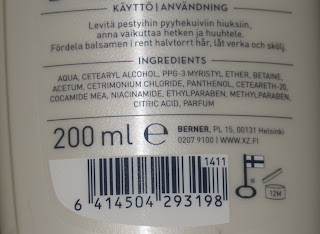 KÄYTTÖ | ANVÄNDNING
Levitä pestyihin pyyhekuiviin hiuksiin,
anna vaikuttaa hetken ja huuhtele.
Fördela balsamen i rent halvtorrt hår, låt verka och skölj.
INGREDIENTS
AQUA, CETEARYL ALCOHOL, PPG-3 MYRISTYL ETHER, BETAINE,
ACETUM, CETRIMONIUM CHLORIDE, PANTHENOL, CETEARETH-20,
COCAMIDE MEA, NIACINAMIDE, ETHYLPARABEN, METHYLPARABEN,
CITRIC ACID, PARFUM
200 ml ℮ BERNER, PL 15, 00131 Helsinki
0207 9100 | WWW.XZ.FI
1411
6 414504 293198
12M